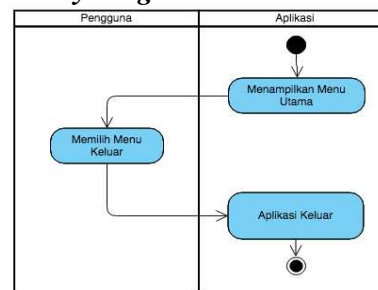 Pengguna
Aplikasi
Menampilkan Menu
Utama
Memilih Menu
Keluar
Aplikasi Keluar